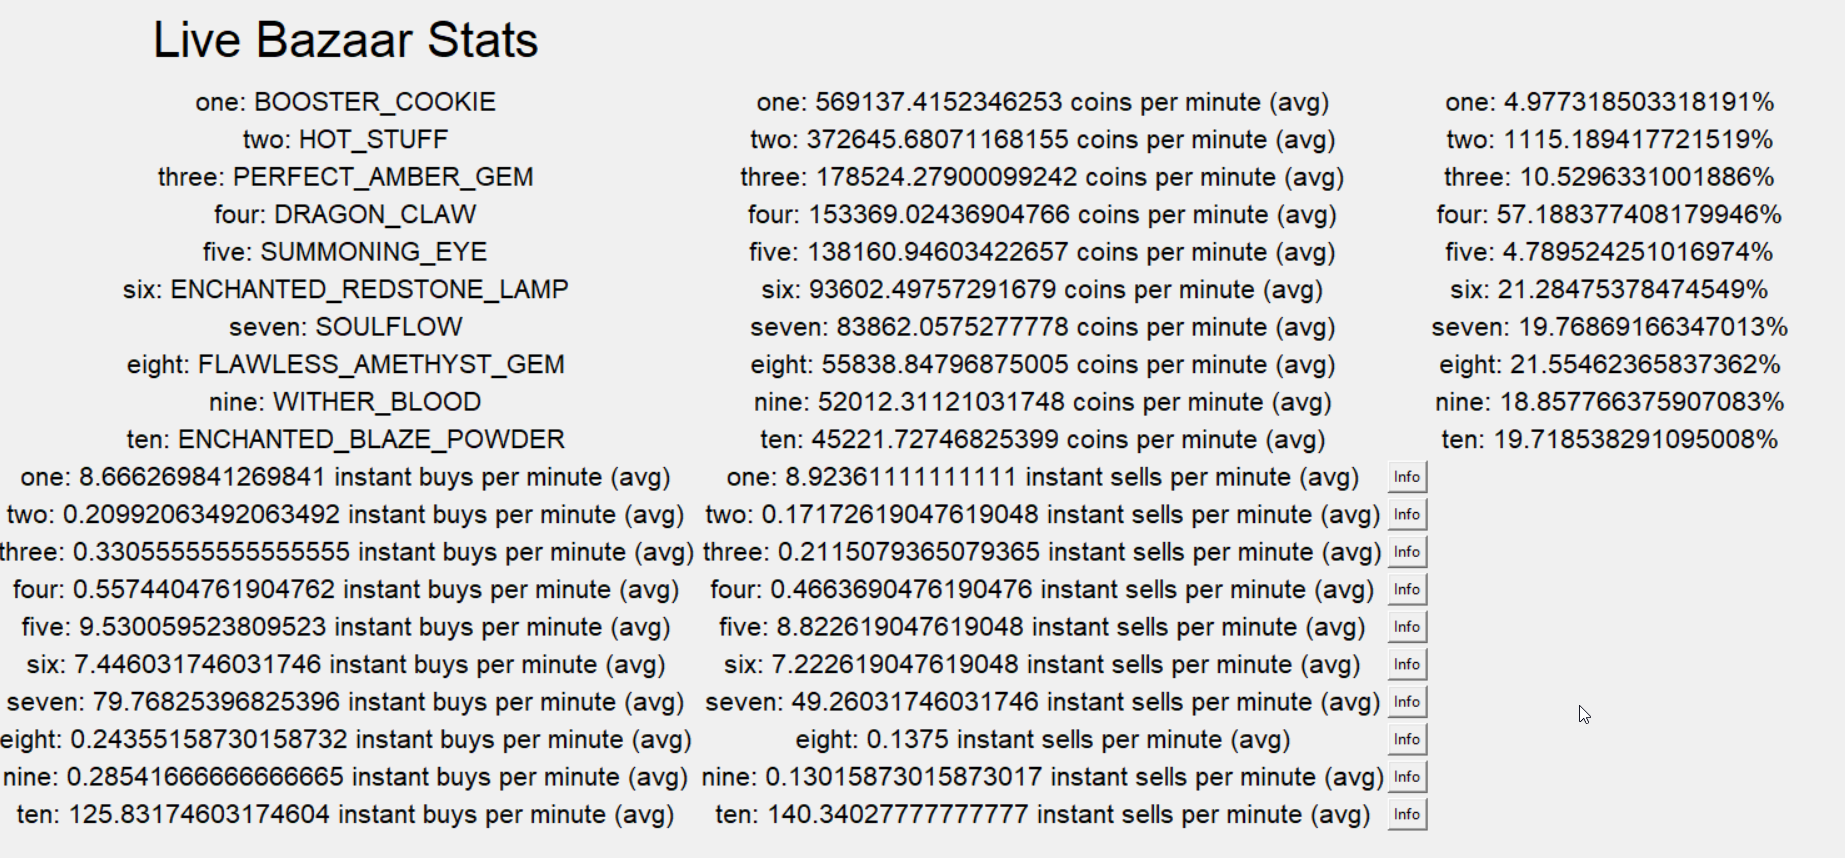 Live Bazaar Stats
one: BOOSTER_COOKIE one: 569137.4152346253 coins per minute (avg) one: 4.977318503318191%
two: HOT_STUFF two: 372645.68071168155 coins per minute (avg) two: 1115.189417721519%
three: PERFECT_AMBER_GEM three: 178524.27900099242 coins per minute (avg) three: 10.5296331001886%
four: DRAGON_CLAW four: 153369.02436904766 coins per minute (avg) four: 57.188377408179946%
five: SUMMONING_EYE five: 138160.94603422657 coins per minute (avg) five: 4.789524251016974%
six: ENCHANTED_REDSTONE_LAMP six: 93602.49757291679 coins per minute (avg) six: 21.28475378474549%
seven: SOULFLOW seven: 83862.0575277778 coins per minute (avg) seven: 19.76869166347013%
eight: FLAWLESS_AMETHYST_GEM eight: 55838.84796875005 coins per minute (avg) eight: 21.55462365837362%
nine: WITHER_BLOOD nine: 52012.31121031748 coins per minute (avg) nine: 18.857766375907083%
ten: ENCHANTED_BLAZE_POWDER ten: 45221.72746825399 coins per minute (avg) ten: 19.718538291095008%
one: 8.666269841269841 instant buys per minute (avg) one: 8.92361111111111 instant sells per minute (avg) Info
two: 0.20992063492063492 instant buys per minute (avg) two: 0.17172619047619048 instant sells per minute (avg) Info
three: 0.33055555555555555 instant buys per minute (avg) three: 0.2115079365079365 instant sells per minute (avg) Info
four: 0.5574404761904762 instant buys per minute (avg) four: 0.4663690476190476 instant sells per minute (avg) Info
five: 9.530059523809523 instant buys per minute (avg) five: 8.822619047619048 instant sells per minute (avg) Info
six: 7.446031746031746 instant buys per minute (avg) six: 7.222619047619048 instant sells per minute (avg) Info
seven: 79.76825396825396 instant buys per minute (avg) seven: 49.26031746031746 instant sells per minute (avg) Info
eight: 0.24355158730158732 instant buys per minute (avg) eight: 0.1375 instant sells per minute (avg) Info
nine: 0.28541666666666665 instant buys per minute (avg) nine: 0.13015873015873017 instant sells per minute (avg) Info
ten: 125.83174603174604 instant buys per minute (avg) ten: 140.34027777777777 instant sells per minute (avg) Info